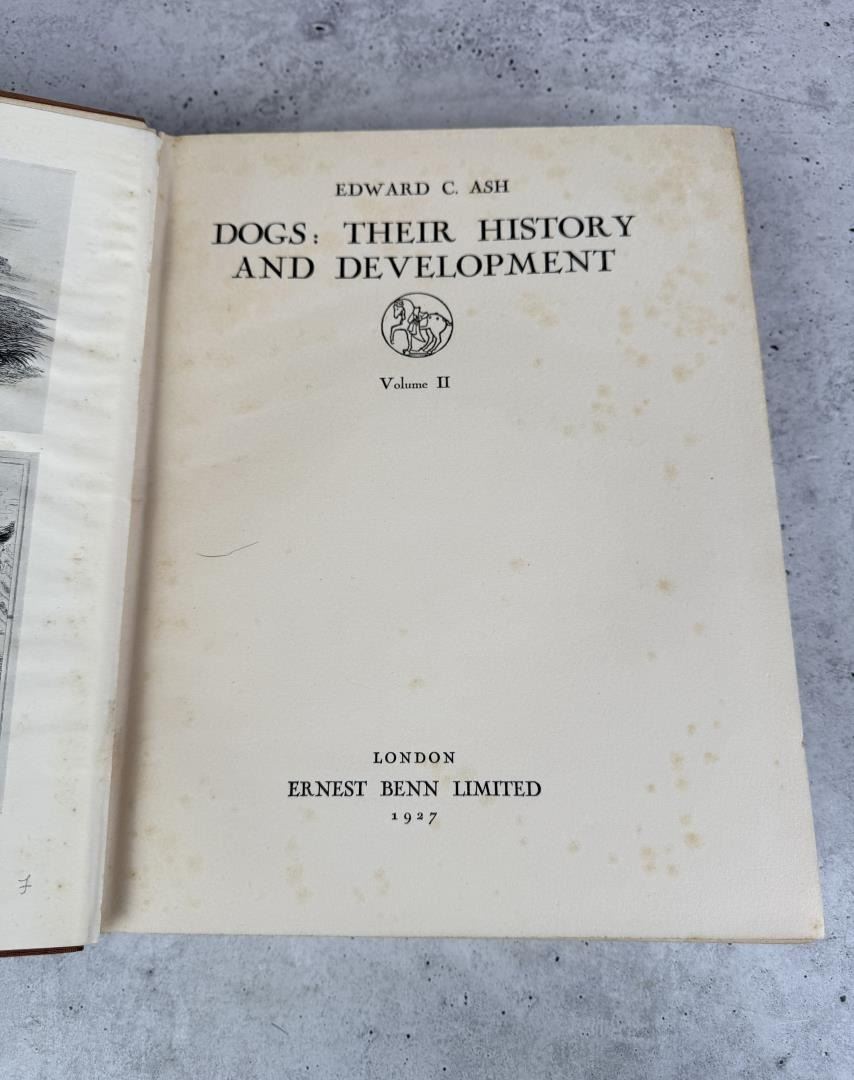 EDWARD C. ASH
DOGS: THEIR HISTORY
AND DEVELOPMENT
Volume II
LONDON
ERNEST BENN LIMITED
1927